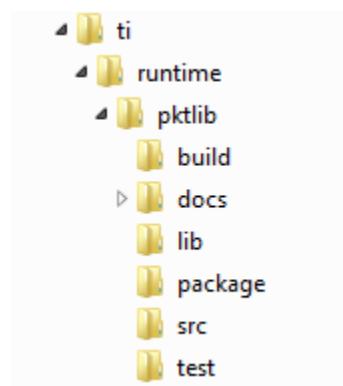 ti
runtime
pktlib
build
docs
lib
package
src
test